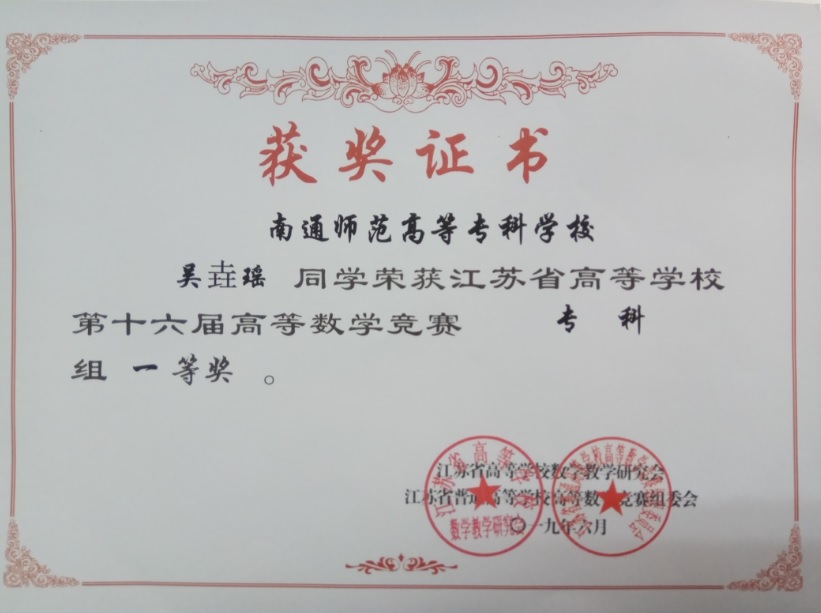 获奖证书
南通师范高等专科学校
吴垚瑶 同学荣获江苏省高等学校
第十六届高等数学竞赛 专科
组 一等奖 。
江苏省高等学校数学教学研究会
江苏省普通高等学校高等数学竞赛组委会
二〇一九年六月